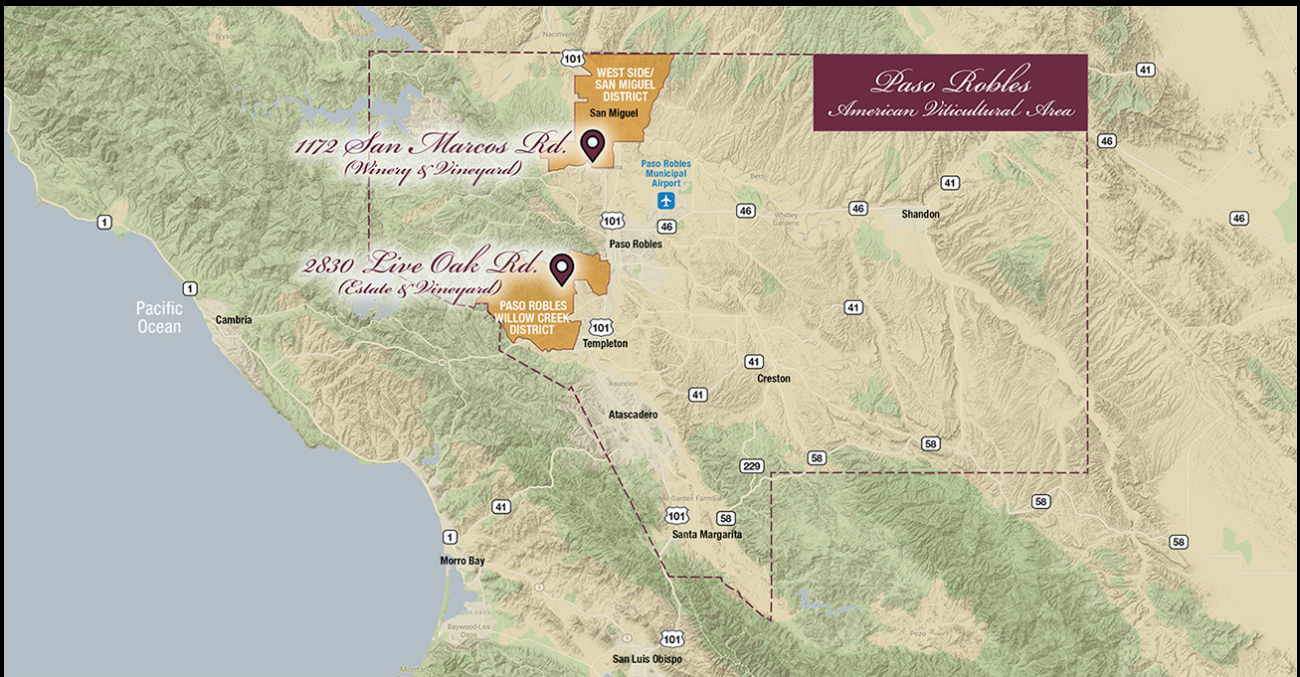 Bryson
Nacimiento
101
WEST SIDE/
SAN MIGUEL
DISTRICT
San Miguel
Paso Robles
American Viticultural Area
41
46
1172 San Marcos Rd.
(Winery & Vineyard)
Paso Robles
Municipal
Airport
Bern
41
46
46
Shandon
46
Whitley
Gardens
101
46
Paso Robles
1
2830 Live Oak Rd.
(Estate & Vineyard)
1
Pacific
Ocean
Cambria
PASO ROBLES
WILLOW CREEK
DISTRICT
101
Templeton
41
41
Creston
Asuncion
41
Atascadero
58
58
229
Garden Farms
41
101
58
Santa Margarita
58
58
1
Morro Bay
1
Baywood-Los
Osos
1
101
San Luis Obispo
Pozo